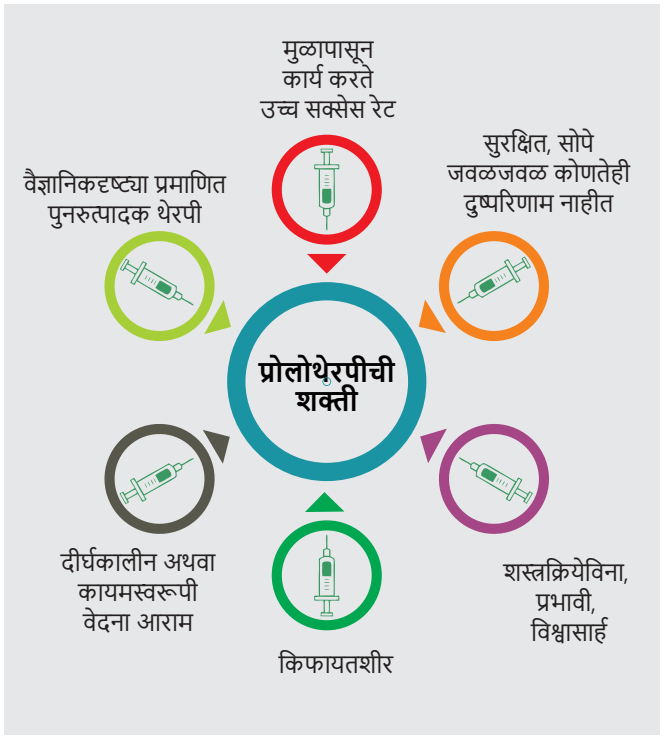 मुळापासून
कार्य करते
उच्च सक्सेस रेट
सुरक्षित, सोपे
जवळजवळ कोणतेही
दुष्परिणाम नाहीत
वैज्ञानिकदृष्ट्या प्रमाणित
पुनरुत्पादक थेरपी
प्रोलोथेरपीची
शक्ती
दीर्घकालीन अथवा
कायमस्वरूपी
वेदना आराम
शस्त्रक्रियेविना,
प्रभावी,
विश्वासार्ह
किफायतशीर